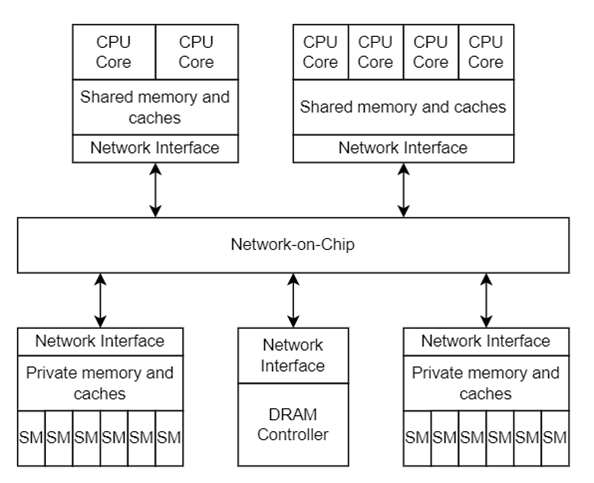 CPU
Core
CPU
Core
Shared memory and
caches
Network Interface
CPU
Core
CPU
Core
CPU
Core
CPU
Core
Shared memory and caches
Network Interface
Network-on-Chip
Network Interface
Private memory and
caches
SM
SM
SM
SM
SM
SM
Network
Interface
DRAM
Controller
Network Interface
Private memory and
caches
SM
SM
SM
SM
SM
SM